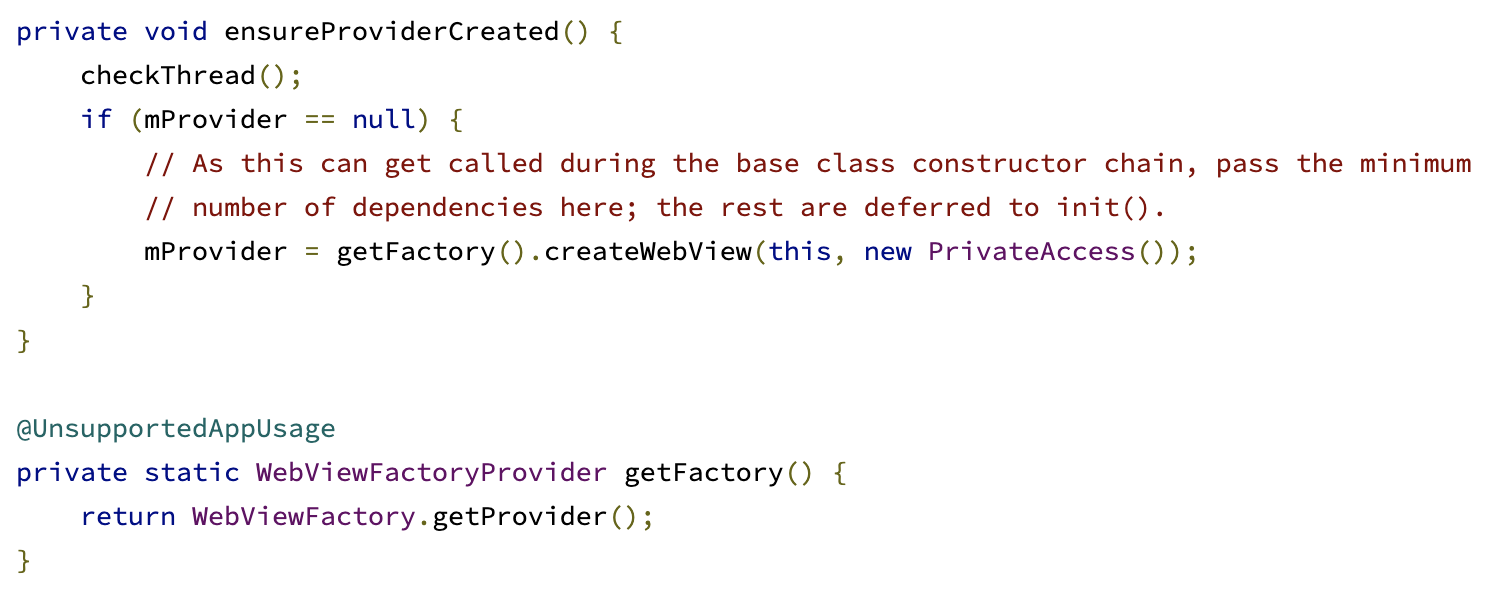 private void ensureProviderCreated() {
    checkThread();
    if (mProvider == null) {
        // As this can get called during the base class constructor chain, pass the minimum
        // number of dependencies here; the rest are deferred to init().
        mProvider = getFactory().createWebView(this, new PrivateAccess());
    }
}

@UnsupportedAppUsage
private static WebViewFactoryProvider getFactory() {
    return WebViewFactory.getProvider();
}